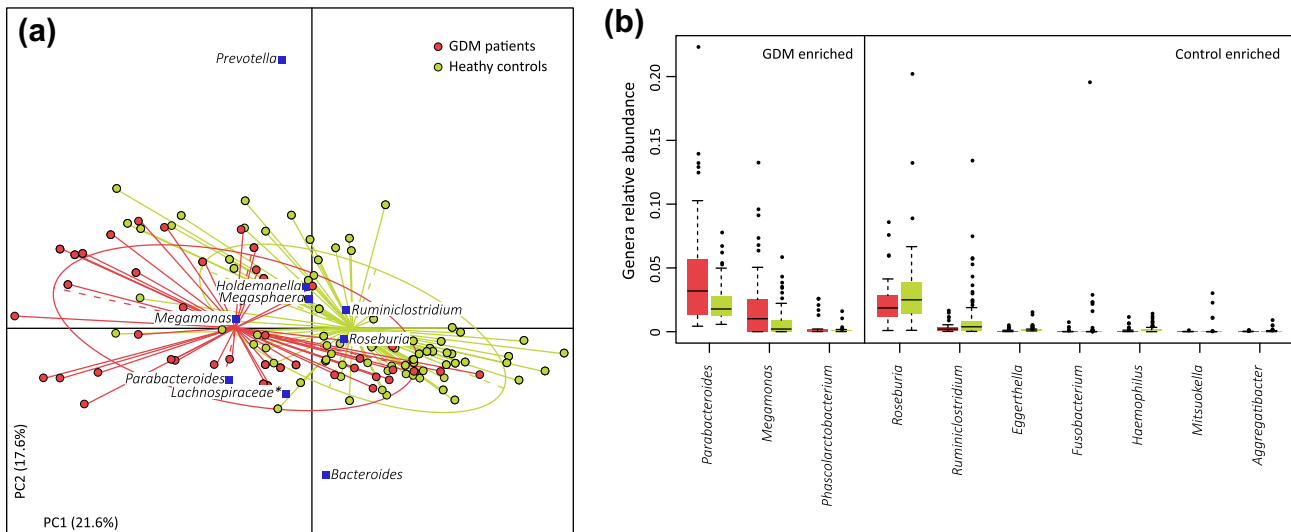 (a)
GDM patients
Heathy controls
Prevotella
Holdemanella
Megasphaera
Ruminiclostridium
Megamonas
Roseburia
Parabacteroides
Lachnospiraceae*
Bacteroides
PC2 (17.6%)
PC1 (21.6%)
(b)
GDM enriched
Control enriched
Genera relative abundance
0.20
0.15
0.10
0.05
0
Parabacteroides
Megamonas
Phascolarctobacterium
Roseburia
Ruminiclostridium
Eggerthella
Fusobacterium
Haemophilus
Mitsuokella
Aggregatibacter